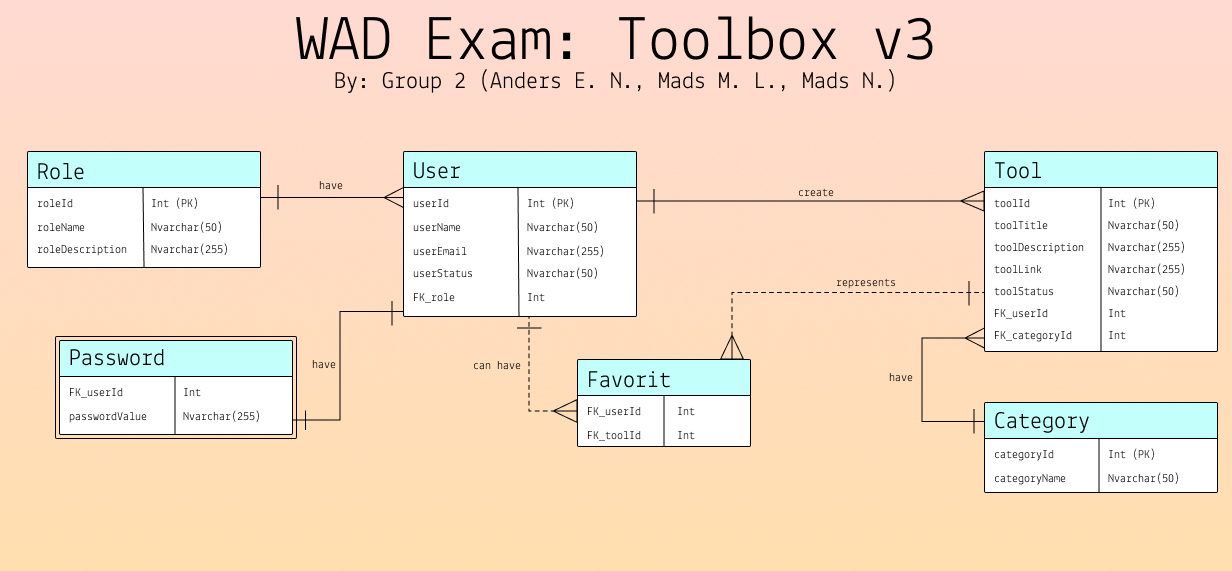 WAD Exam: Toolbox v3
By: Group 2 (Anders E. N., Mads M. L., Mads N.)
Role
roleId Int (PK)
roleName Nvarchar(50)
roleDescription Nvarchar(255)
have
User
userId Int (PK)
userName Nvarchar(50)
userEmail Nvarchar(255)
userStatus Nvarchar(50)
FK_role Int
create
Tool
toolId Int (PK)
toolTitle Nvarchar(50)
toolDescription Nvarchar(255)
toolLink Nvarchar(255)
toolStatus Nvarchar(50)
FK_userId Int
FK_categoryId Int
represents
Password
FK_userId Int
passwordValue Nvarchar(255)
have
can have
Favorit
FK_userId Int
FK_toolId Int
have
Category
categoryId Int (PK)
categoryName Nvarchar(50)